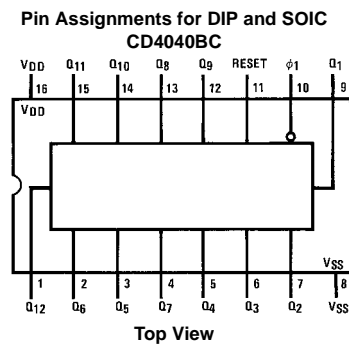 Pin Assignments for DIP and SOIC
CD4040BC
VDD Q11 Q10 Q8 Q9 RESET ϕ1 Q1
16 15 14 13 12 11 10 9
VDD
VSS
1 2 3 4 5 6 7 8
Q12 Q6 Q5 Q7 Q4 Q3 Q2 VSS
Top View